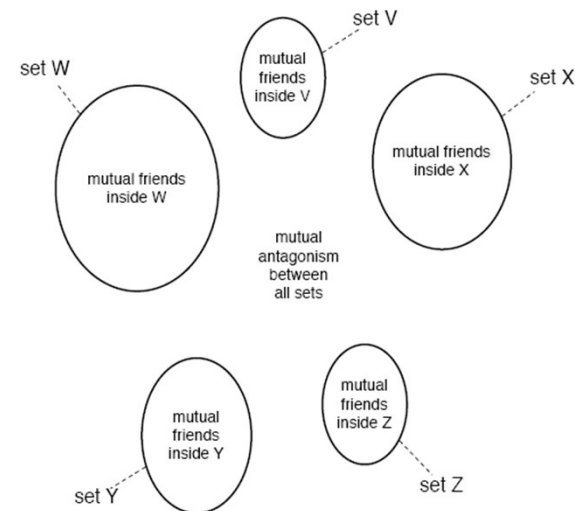 set V
mutual
friends
inside V
set W
mutual friends
inside W
set X
mutual friends
inside X
mutual
antagonism
between
all sets
mutual
friends
inside Y
set Y
mutual
friends
inside Z
set Z